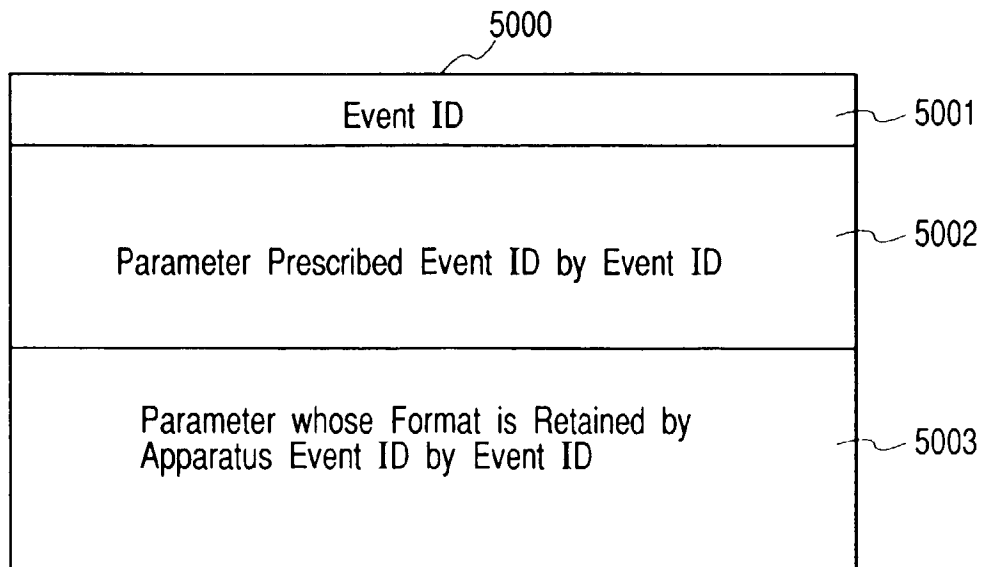 5000
Event ID
5001
Parameter Prescribed Event ID by Event ID
5002
Parameter whose Format is Retained by
Apparatus Event ID by Event ID
5003